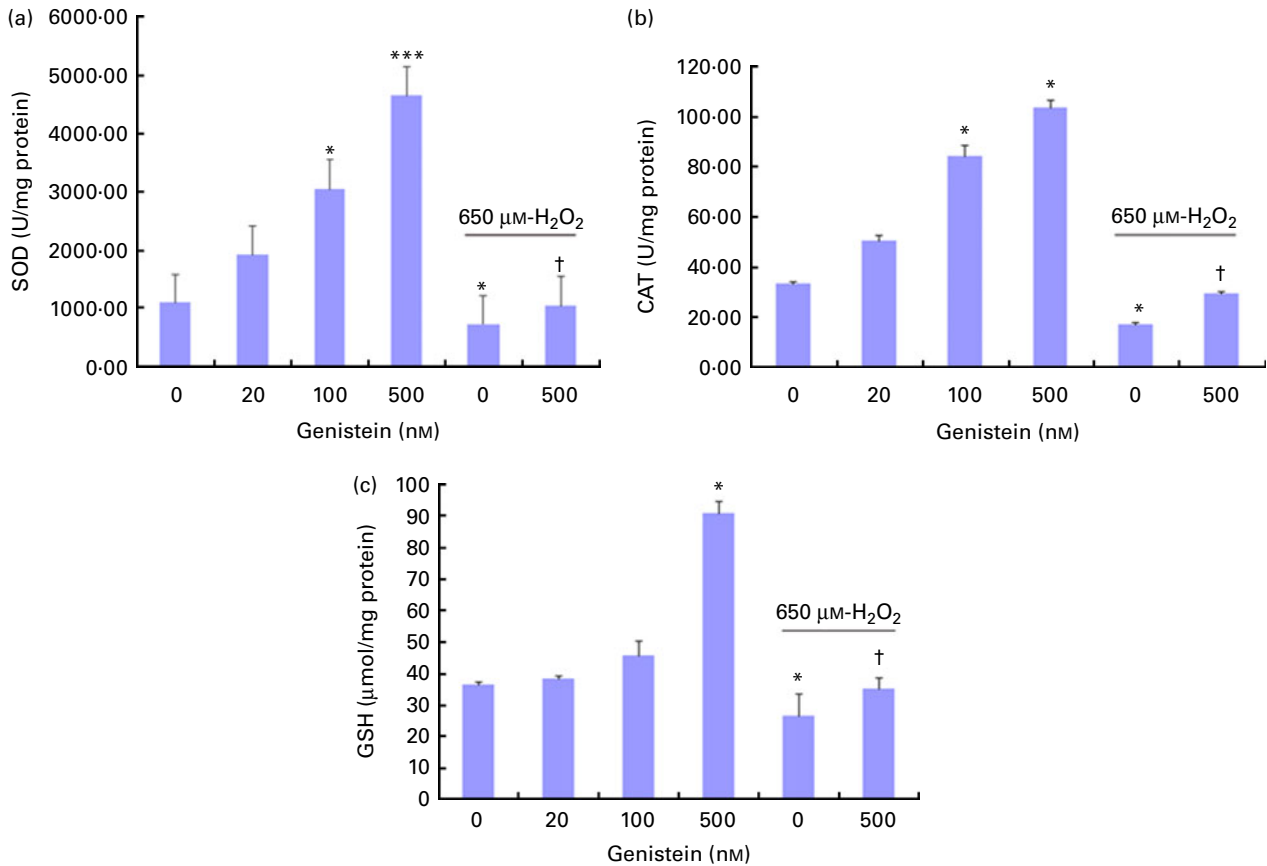 (a)
6000·00
5000·00
4000·00
3000·00
2000·00
1000·00
0·00
SOD (U/mg protein)
*
***
650 μM-H₂O₂
*
†
0 20 100 500 0 500
Genistein (nM)
(b)
120·00
100·00
80·00
60·00
40·00
20·00
0·00
CAT (U/mg protein)
*
*
650 μM-H₂O₂
*
†
0 20 100 500 0 500
Genistein (nM)
(c)
100
90
80
70
60
50
40
30
20
10
0
GSH (μmol/mg protein)
*
650 μM-H₂O₂
*
†
0 20 100 500 0 500
Genistein (nM)